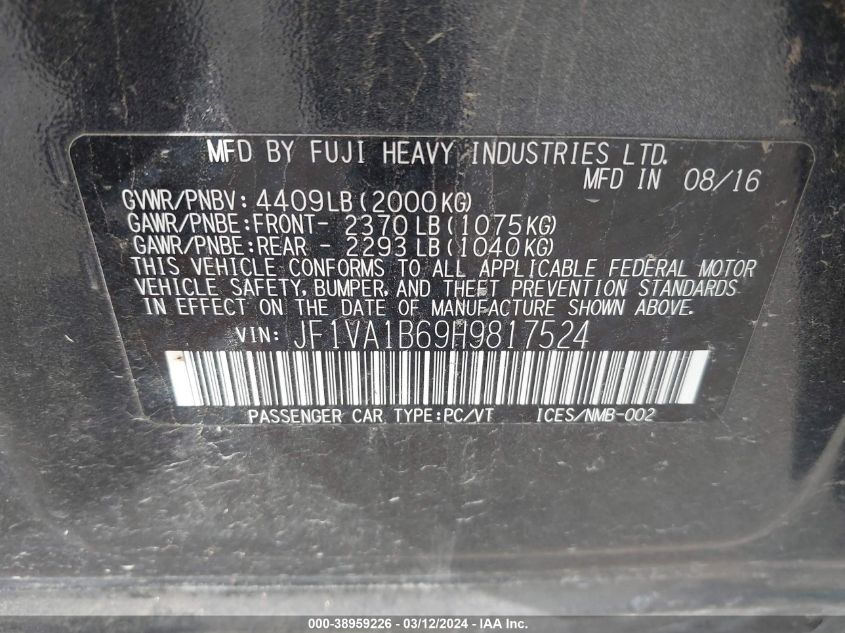 MFD BY FUJI HEAVY INDUSTRIES LTD.
MFD IN 08/16
GVWR/PNBV: 4409LB(2000KG)
GAWR/PNBE:FRONT- 2370 LB(1075KG)
GAWR/PNBE:REAR - 2293 LB(1040KG)
THIS VEHICLE CONFORMS TO ALL APPLICABLE FEDERAL MOTOR
VEHICLE SAFETY, BUMPER, AND THEFT PREVENTION STANDARDS
IN EFFECT ON THE DATE OF MANUFACTURE SHOWN ABOVE.
VIN: JF1VA1B69H9817524
PASSENGER CAR TYPE:PC/VT ICES/NMB-002
000-38959226 - 03/12/2024 - IAA Inc.